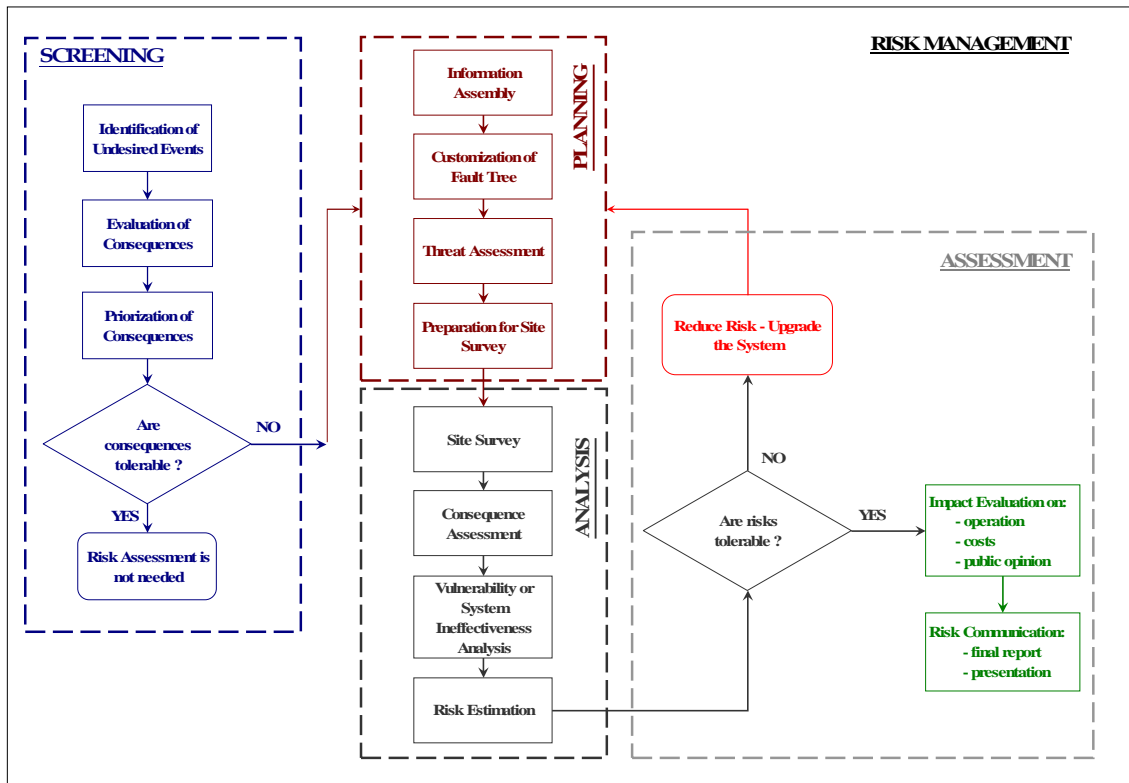 RISK MANAGEMENT
SCREENING
Identification of
Undesired Events
Evaluation of
Consequences
Priorization of
Consequences
Are
consequences
tolerable ?
NO
YES
Risk Assessment is
not needed
PLANNING
Information
Assembly
Customization of
Fault Tree
Threat Assessment
Preparation for Site
Survey
ANALYSIS
Site Survey
Consequence
Assessment
Vulnerability or
System
Ineffectiveness
Analysis
Risk Estimation
ASSESSMENT
Reduce Risk - Upgrade
the System
NO
Are risks
tolerable ?
YES
Impact Evaluation on:
- operation
- costs
- public opinion
Risk Communication:
- final report
- presentation